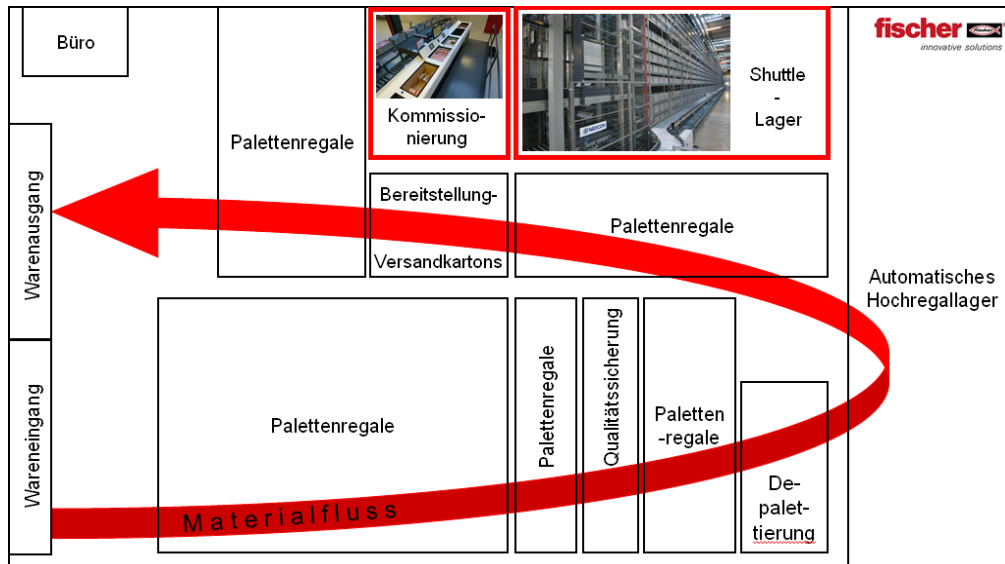 Büro
fischer
innovative solutions
Shuttle
-
Lager
Kommissio-
nierung
Palettenregale
Warenausgang
Bereitstellung-
Versandkartons
Palettenregale
Automatisches
Hochregallager
Wareneingang
Palettenregale
Palettenregale
Qualitätssicherung
Paletten
-regale
De-
palet-
tierung
Materialfluss